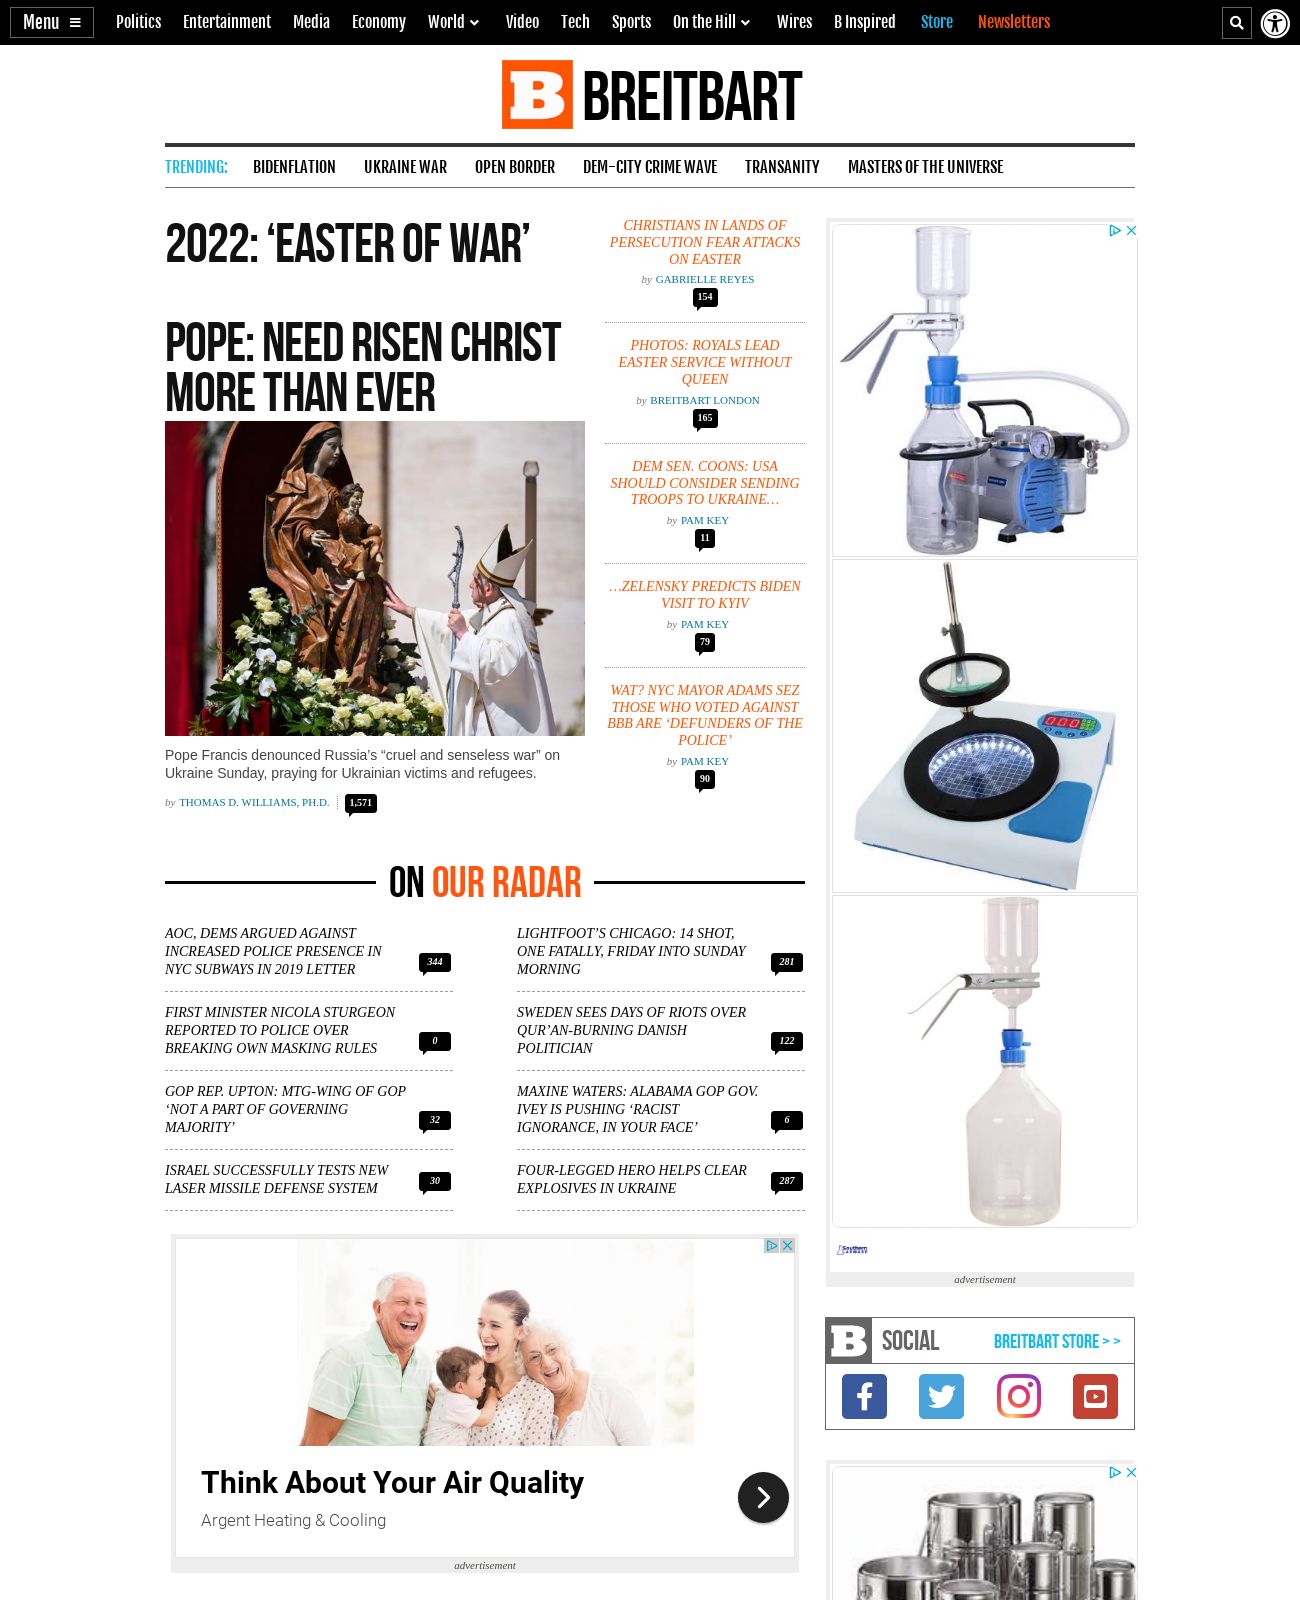 Menu ≡ Politics Entertainment Media Economy World Video Tech Sports On the Hill Wires B Inspired Store Newsletters
B BREITBART
TRENDING: BIDENFLATION UKRAINE WAR OPEN BORDER DEM-CITY CRIME WAVE TRANSANITY MASTERS OF THE UNIVERSE
2022: ‘EASTER OF WAR’
POPE: NEED RISEN CHRIST
MORE THAN EVER
Pope Francis denounced Russia’s “cruel and senseless war” on
Ukraine Sunday, praying for Ukrainian victims and refugees.
by THOMAS D. WILLIAMS, PH.D. 1,571
CHRISTIANS IN LANDS OF
PERSECUTION FEAR ATTACKS
ON EASTER
by GABRIELLE REYES
154
PHOTOS: ROYALS LEAD
EASTER SERVICE WITHOUT
QUEEN
by BREITBART LONDON
165
DEM SEN. COONS: USA
SHOULD CONSIDER SENDING
TROOPS TO UKRAINE…
by PAM KEY
11
…ZELENSKY PREDICTS BIDEN
VISIT TO KYIV
by PAM KEY
79
WAT? NYC MAYOR ADAMS SEZ
THOSE WHO VOTED AGAINST
BBB ARE ‘DEFUNDERS OF THE
POLICE’
by PAM KEY
90
ON OUR RADAR
AOC, DEMS ARGUED AGAINST
INCREASED POLICE PRESENCE IN
NYC SUBWAYS IN 2019 LETTER
344
FIRST MINISTER NICOLA STURGEON
REPORTED TO POLICE OVER
BREAKING OWN MASKING RULES
0
GOP REP. UPTON: MTG-WING OF GOP
‘NOT A PART OF GOVERNING
MAJORITY’
32
ISRAEL SUCCESSFULLY TESTS NEW
LASER MISSILE DEFENSE SYSTEM
30
LIGHTFOOT’S CHICAGO: 14 SHOT,
ONE FATALLY, FRIDAY INTO SUNDAY
MORNING
281
SWEDEN SEES DAYS OF RIOTS OVER
QUR’AN-BURNING DANISH
POLITICIAN
122
MAXINE WATERS: ALABAMA GOP GOV.
IVEY IS PUSHING ‘RACIST
IGNORANCE, IN YOUR FACE’
6
FOUR-LEGGED HERO HELPS CLEAR
EXPLOSIVES IN UKRAINE
287
Think About Your Air Quality
Argent Heating & Cooling
advertisement
Southern
advertisement
B SOCIAL BREITBART STORE > >